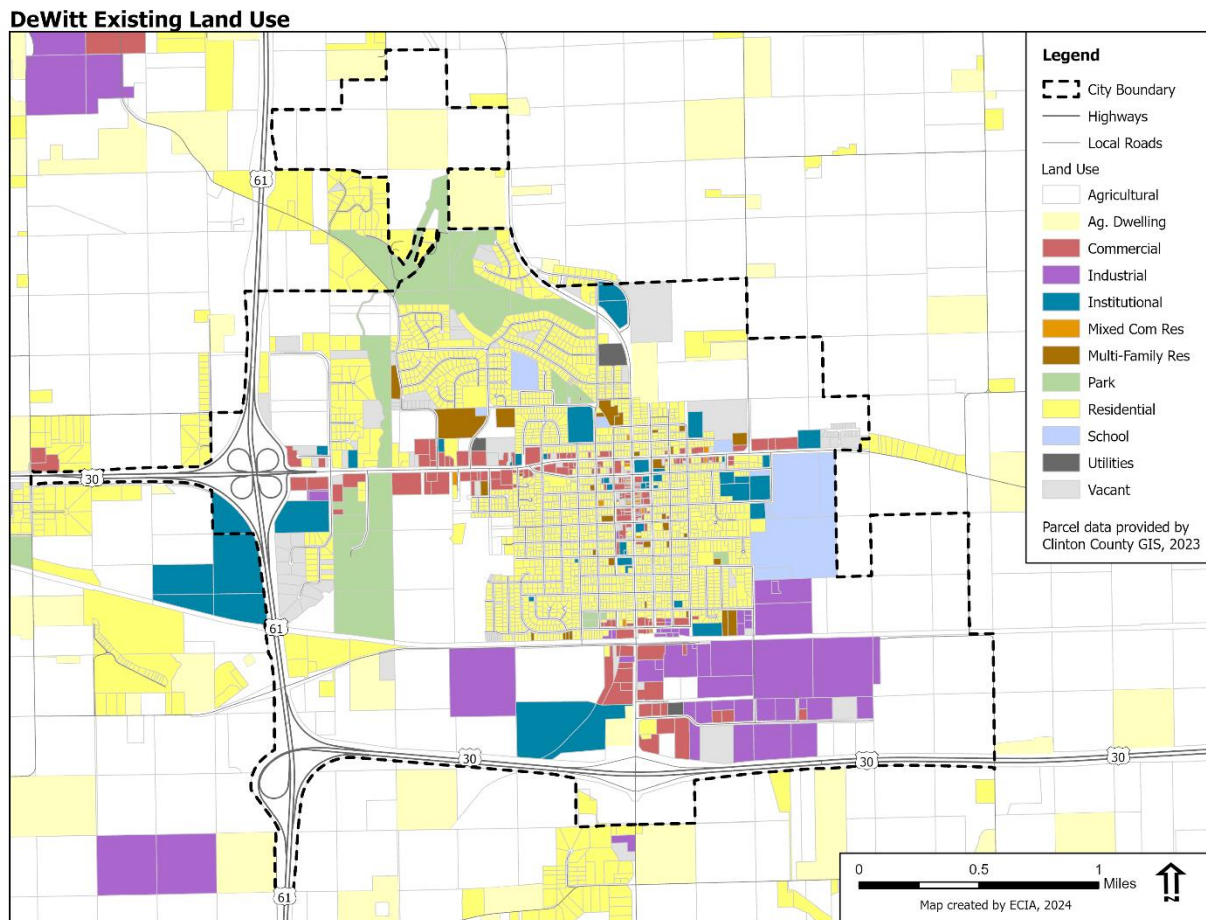 DeWitt Existing Land Use
Legend
City Boundary
Highways
Local Roads
Land Use
Agricultural
Ag. Dwelling
Commercial
Industrial
Institutional
Mixed Com Res
Multi-Family Res
Park
Residential
School
Utilities
Vacant
Parcel data provided by
Clinton County GIS, 2023
61
30
61
30
30
30
61
0 0.5 1
Miles
Map created by ECIA, 2024
N